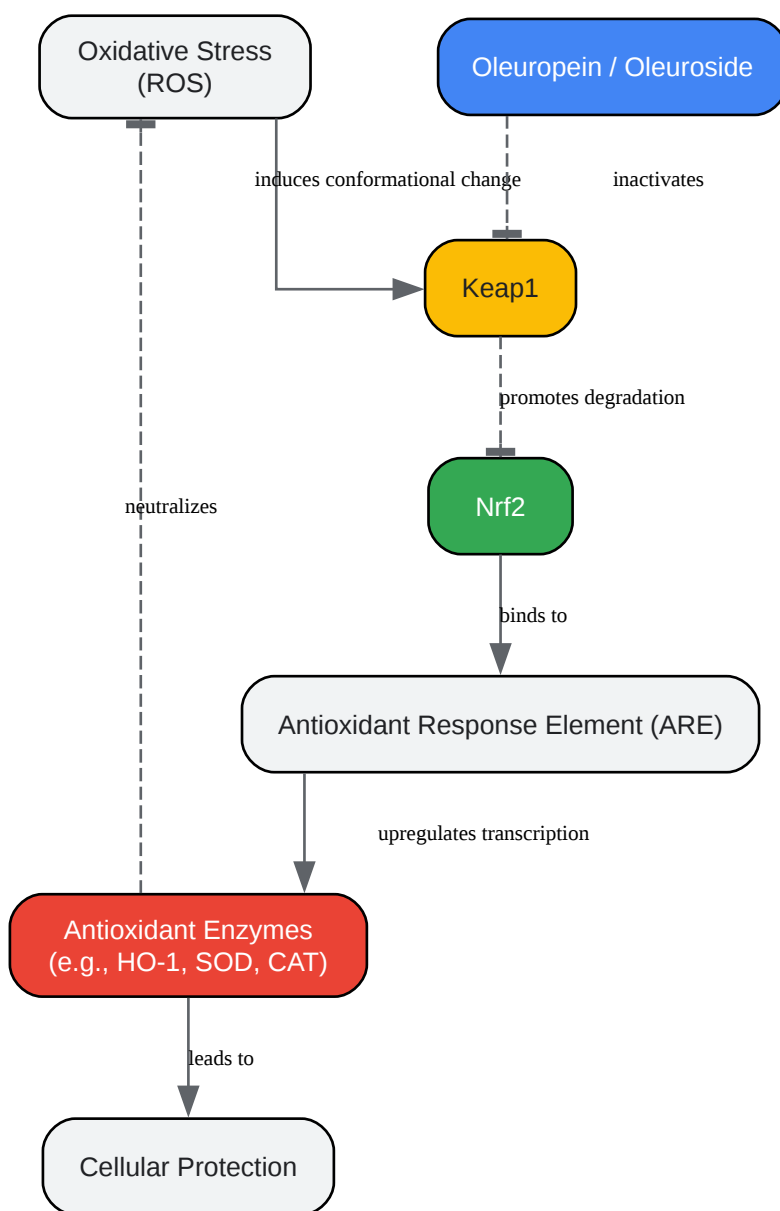 Oxidative Stress
(ROS)
Oleuropein / Oleuroside
induces conformational change
inactivates
Keap1
promotes degradation
Nrf2
neutralizes
binds to
Antioxidant Response Element (ARE)
upregulates transcription
Antioxidant Enzymes
(e.g., HO-1, SOD, CAT)
leads to
Cellular Protection